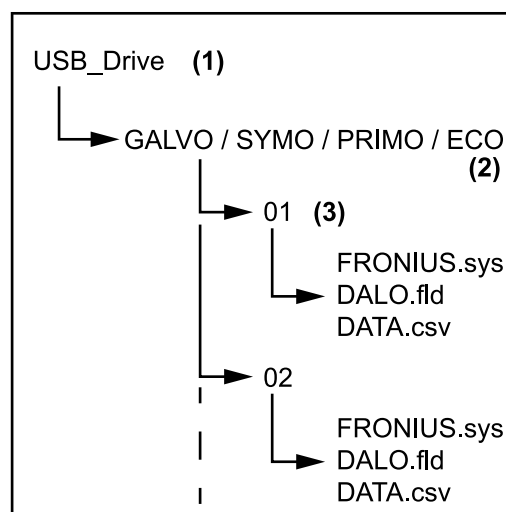 USB_Drive (1)
GALVO / SYMO / PRIMO / ECO
(2)
01 (3)
FRONIUS.sys
DALO.fld
DATA.csv
02
FRONIUS.sys
DALO.fld
DATA.csv